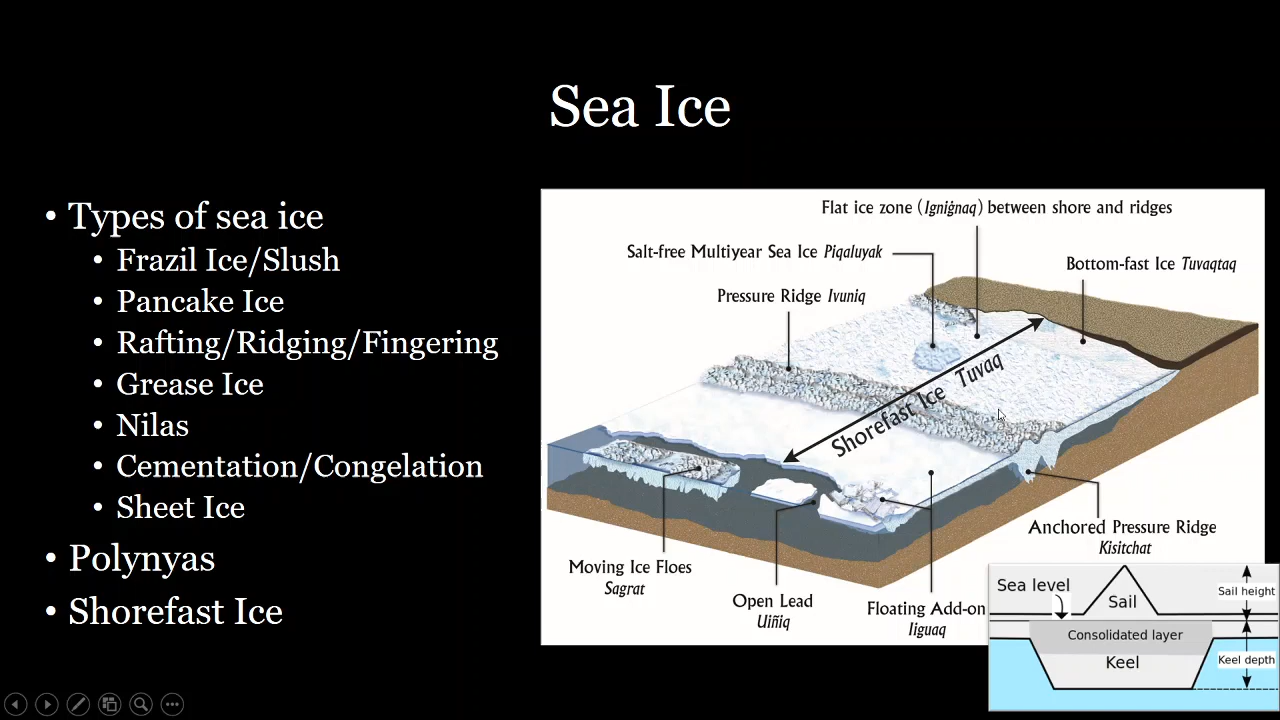 Sea Ice
• Types of sea ice
• Frazil Ice/Slush
• Pancake Ice
• Rafting/Ridging/Fingering
• Grease Ice
• Nilas
• Cementation/Congelation
• Sheet Ice
• Polynyas
• Shorefast Ice
Flat ice zone (Igniġnaq) between shore and ridges
Salt-free Multiyear Sea Ice Piqaluyak
Bottom-fast Ice Tuvaqtaq
Pressure Ridge Ivuniq
Shorefast Ice Tuvaq
Anchored Pressure Ridge
Kisitchat
Moving Ice Floes
Sagrat
Open Lead
Uiñiq
Floating Add-on
Iiguaq
Sea level
Sail
Sail height
Consolidated layer
Keel
Keel depth